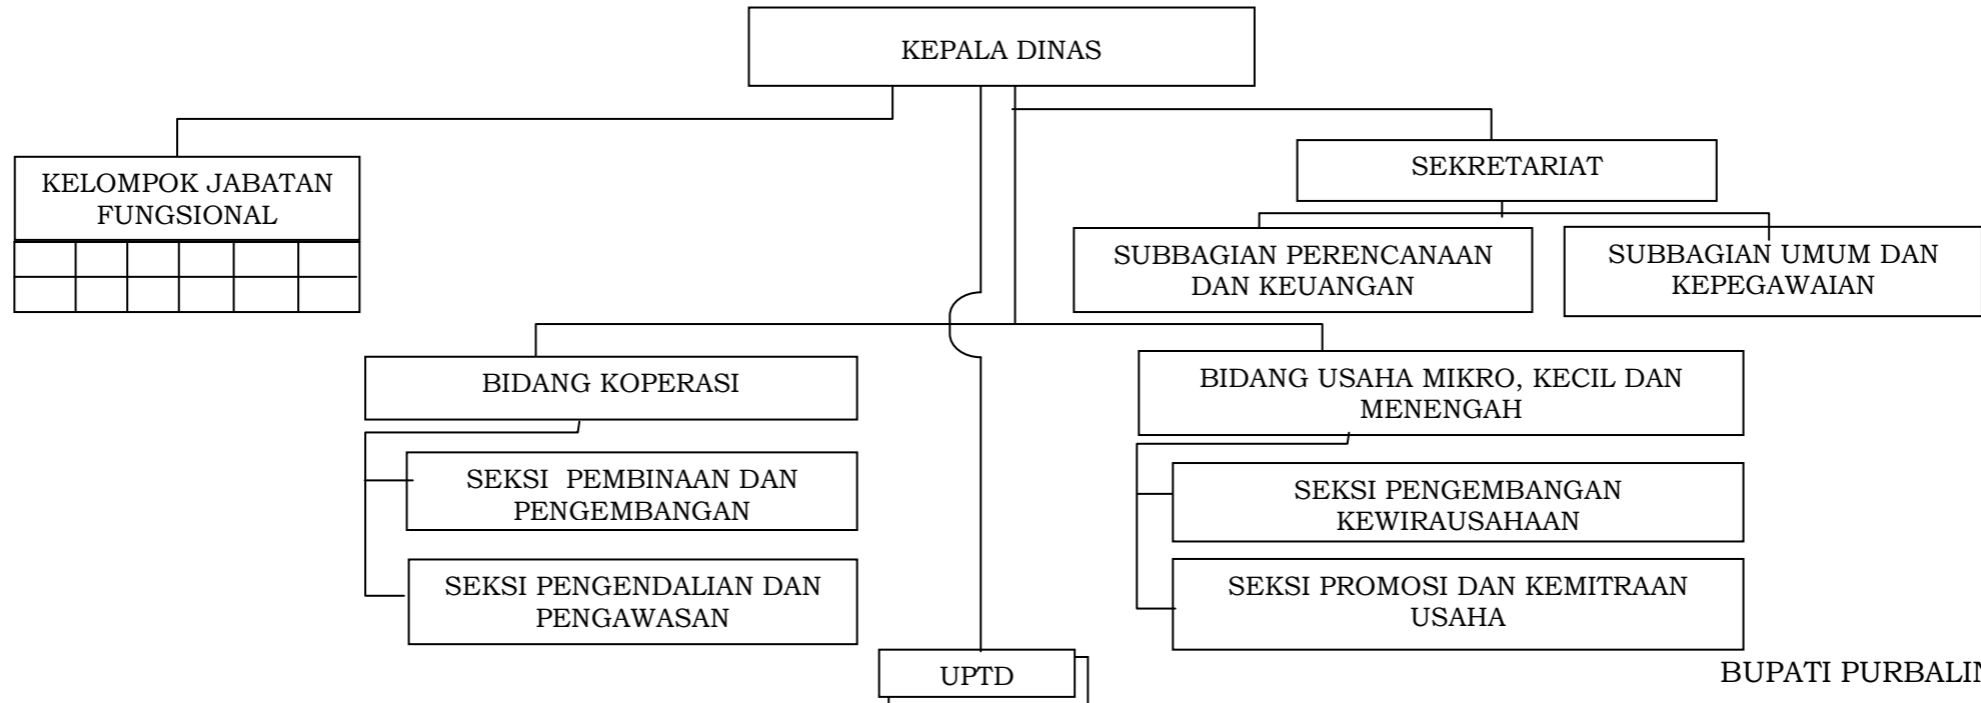 KEPALA DINAS
KELOMPOK JABATAN
FUNGSIONAL
SEKRETARIAT
SUBBAGIAN PERENCANAAN
DAN KEUANGAN
SUBBAGIAN UMUM DAN
KEPEGAWAIAN
BIDANG KOPERASI
SEKSI PEMBINAAN DAN
PENGEMBANGAN
SEKSI PENGENDALIAN DAN
PENGAWASAN
BIDANG USAHA MIKRO, KECIL DAN
MENENGAH
SEKSI PENGEMBANGAN
KEWIRAUSAHAAN
SEKSI PROMOSI DAN KEMITRAAN
USAHA
UPTD
BUPATI